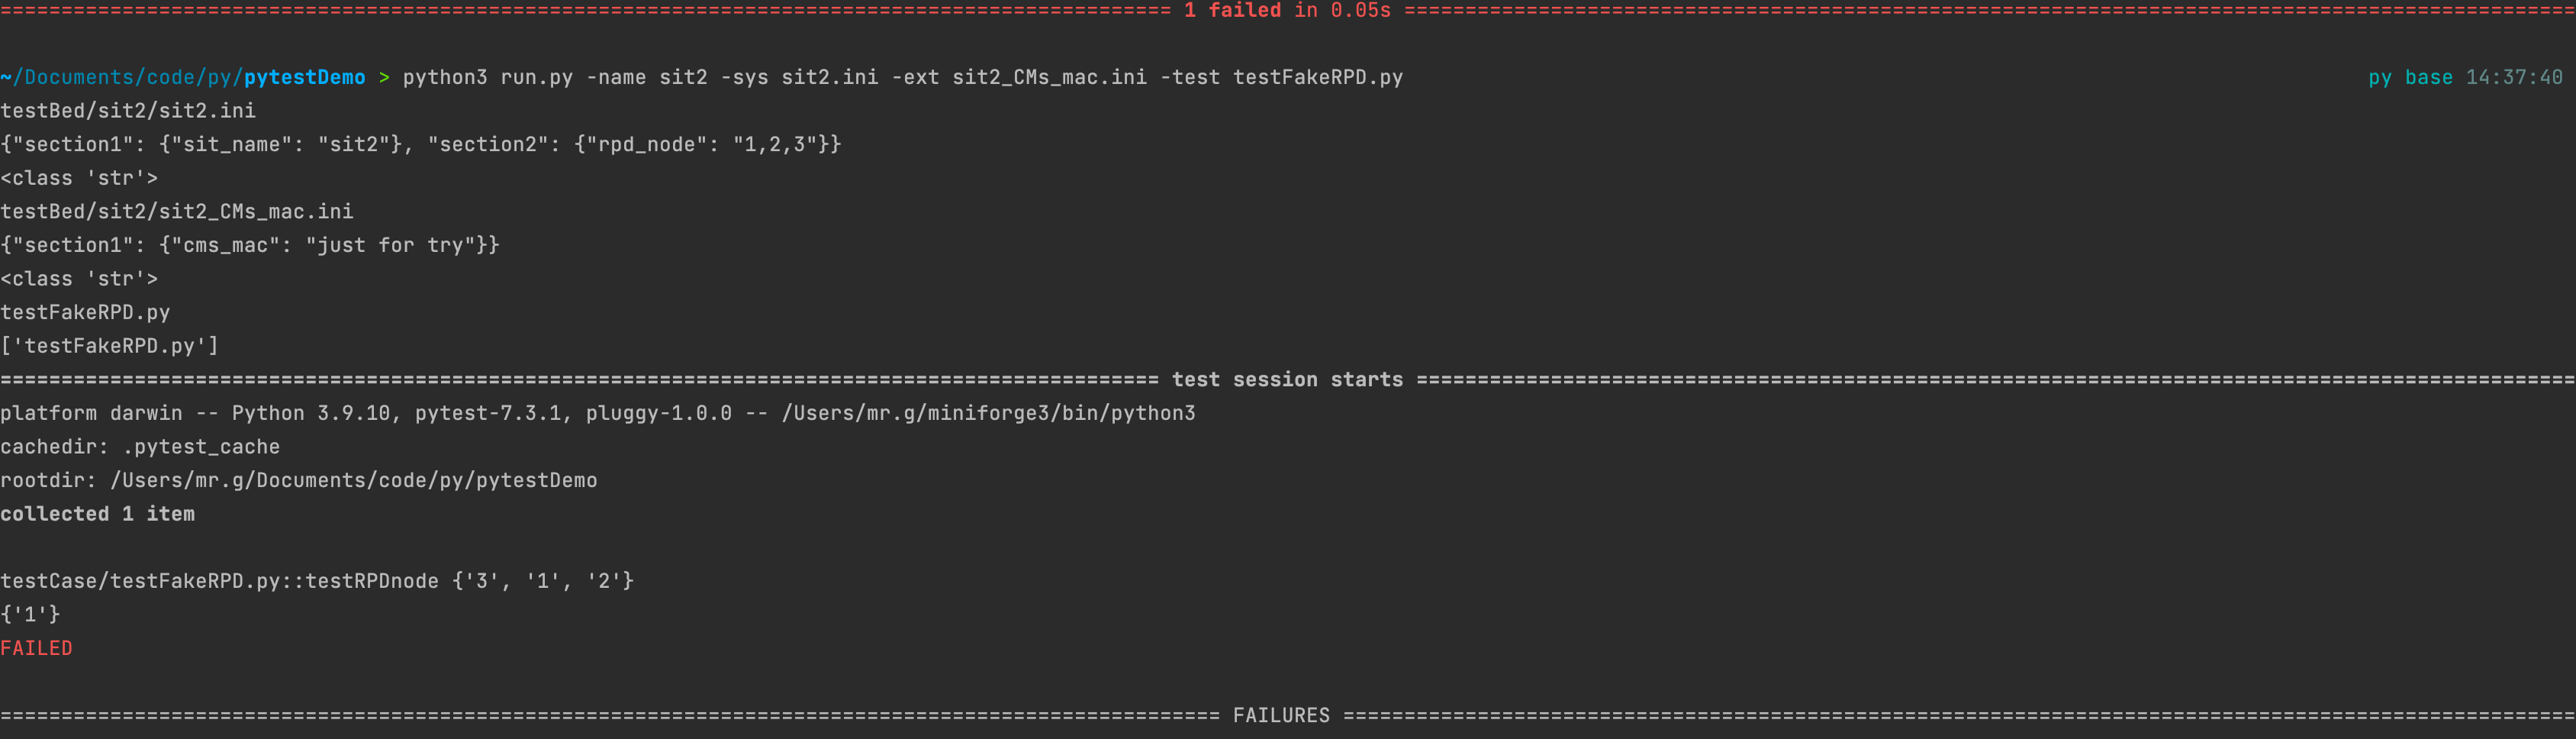 ============================================================================================== 1 failed in 0.05s ==============================================================================================
~/Documents/code/py/pytestDemo > python3 run.py -name sit2 -sys sit2.ini -ext sit2_CMs_mac.ini -test testFakeRPD.py py base 14:37:40
testBed/sit2/sit2.ini
{"section1": {"sit_name": "sit2"}, "section2": {"rpd_node": "1,2,3"}}
<class 'str'>
testBed/sit2/sit2_CMs_mac.ini
{"section1": {"cms_mac": "just for try"}}
<class 'str'>
testFakeRPD.py
['testFakeRPD.py']
============================================================================================= test session starts =============================================================================================
platform darwin -- Python 3.9.10, pytest-7.3.1, pluggy-1.0.0 -- /Users/mr.g/miniforge3/bin/python3
cachedir: .pytest_cache
rootdir: /Users/mr.g/Documents/code/py/pytestDemo
collected 1 item
testCase/testFakeRPD.py::testRPDnode {'3', '1', '2'}
{'1'}
FAILED
================================================================================================== FAILURES ===================================================================================================